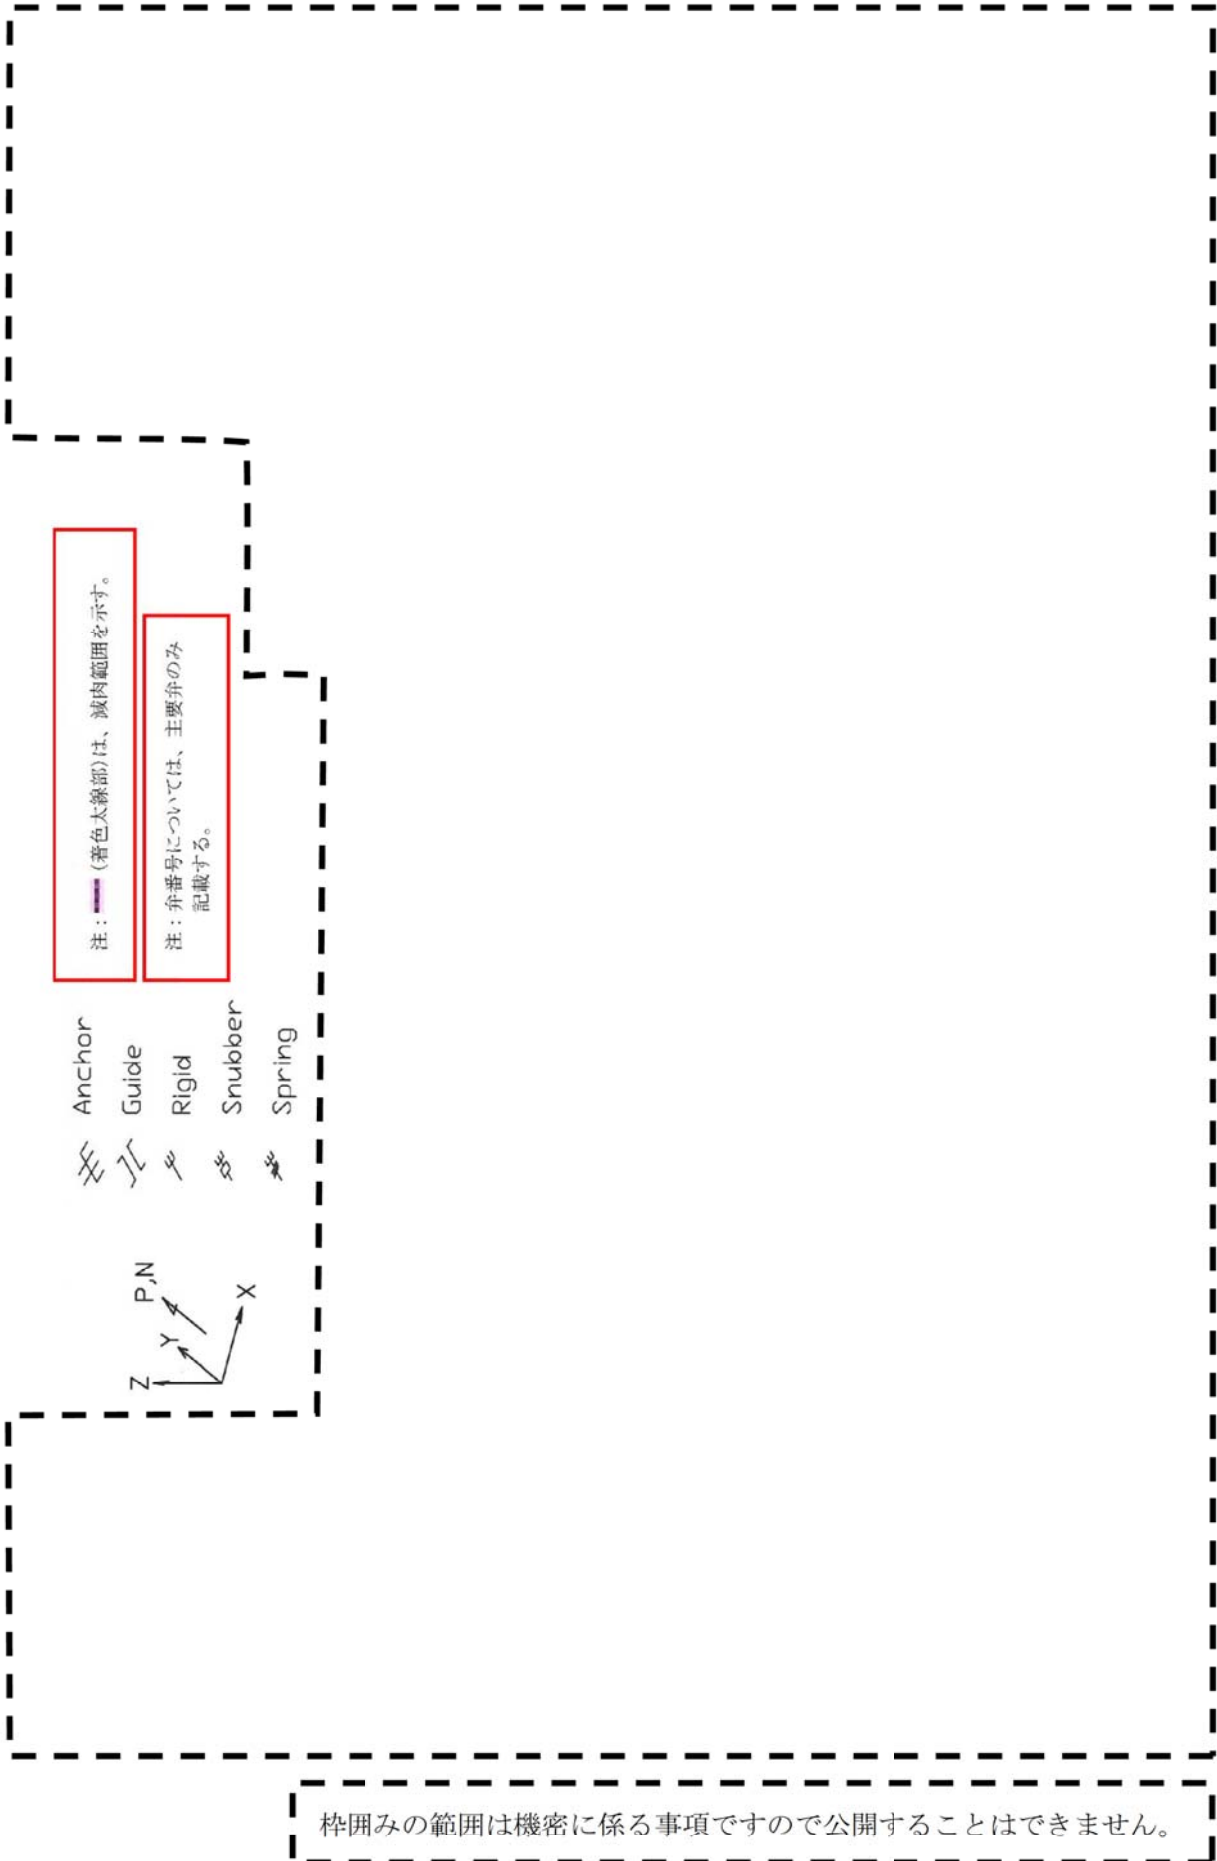 Z
Y
P,N
X
Anchor
Guide
Rigid
Snubber
Spring
注：(着色太線部)は、減肉範囲を示す。
注：弁番号については、主要弁のみ
記載する。
枠囲みの範囲は機密に係る事項ですので公開することはできません。